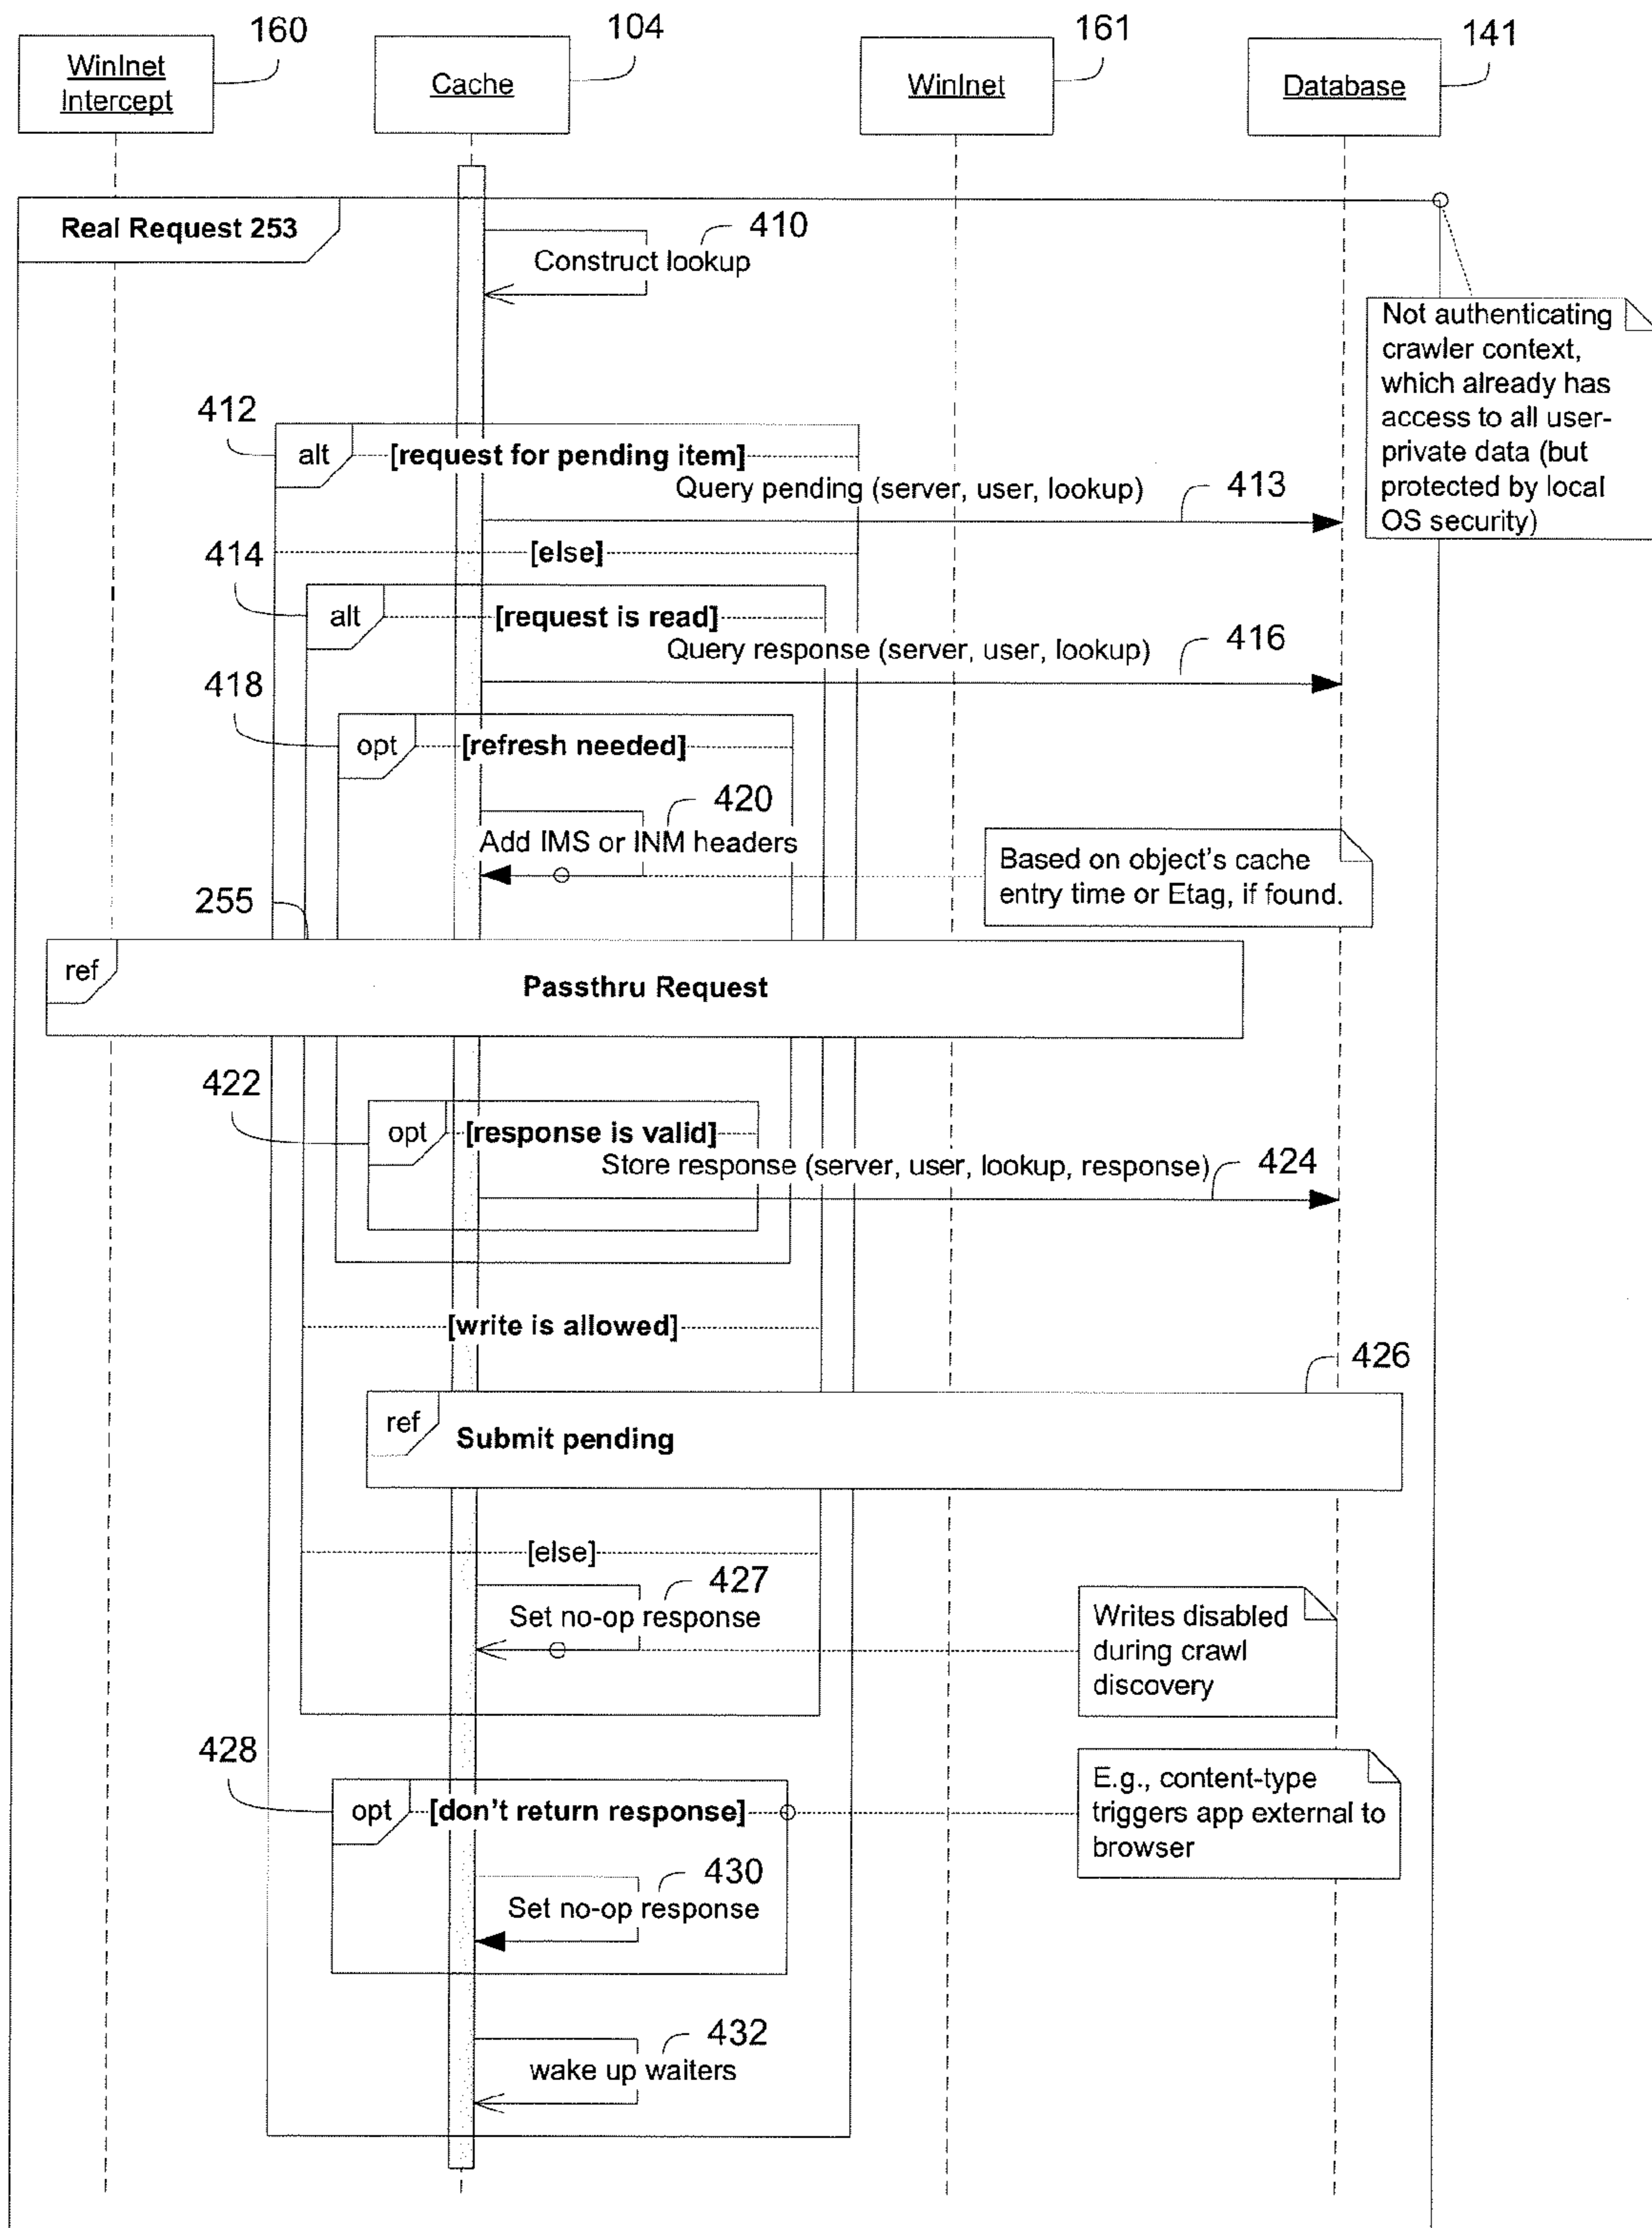 160
104
161
141
WinInet
Intercept
Cache
WinInet
Database
Real Request 253
410
Construct lookup
Not authenticating
crawler context,
which already has
access to all user-
private data (but
protected by local
OS security)
412
alt
[request for pending item]
Query pending (server, user, lookup)
413
414
[else]
alt
[request is read]
Query response (server, user, lookup)
416
418
opt
[refresh needed]
420
Add IMS or INM headers
Based on object's cache
entry time or Etag, if found.
255
ref
Passthru Request
422
opt
[response is valid]
Store response (server, user, lookup, response)
424
[write is allowed]
426
ref
Submit pending
[else]
427
Set no-op response
Writes disabled
during crawl
discovery
428
opt
[don't return response]
E.g., content-type
triggers app external to
browser
430
Set no-op response
432
wake up waiters